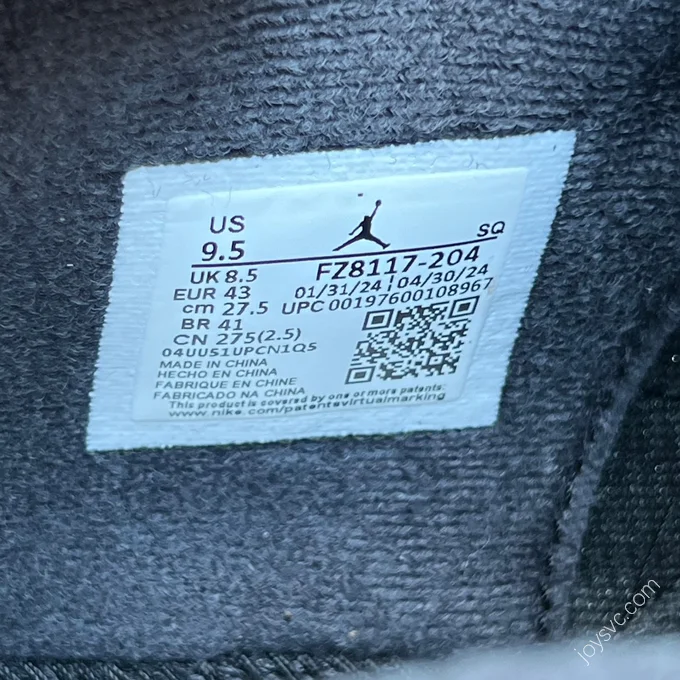 US
9.5
SQ
UK 8.5
FZ8117-204
EUR 43
01/31/24 04/30/24
cm 27.5
UPC 00197600108967
BR 41
CN 275(2.5)
04UUS1UPCN1QS
MADE IN CHINA
HECHO EN CHINA
FABRIQUE EN CHINE
FABRICADO NA CHINA
This product is covered by one or more patents:
www.nike.com/patentsvirtualmarking
joysvc.com